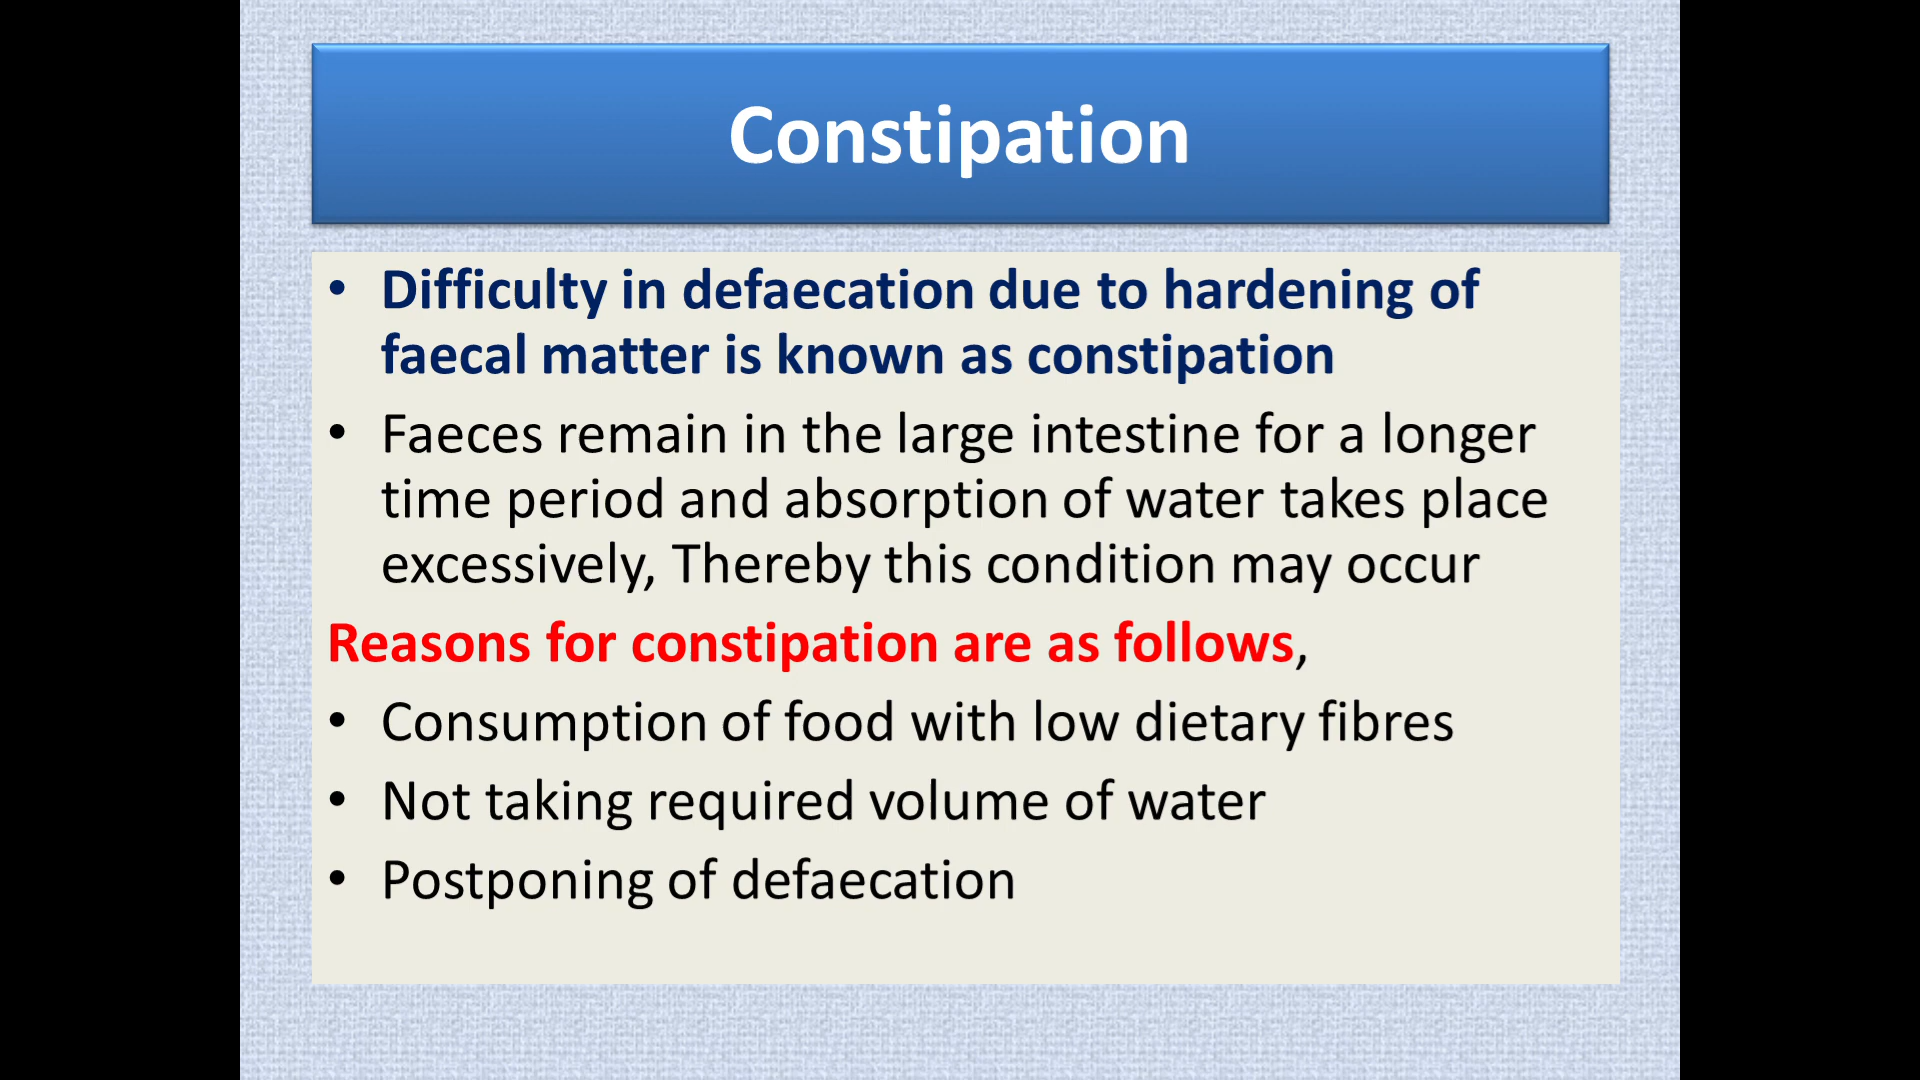 Constipation
• Difficulty in defaecation due to hardening of
faecal matter is known as constipation
• Faeces remain in the large intestine for a longer
time period and absorption of water takes place
excessively, Thereby this condition may occur
Reasons for constipation are as follows,
• Consumption of food with low dietary fibres
• Not taking required volume of water
• Postponing of defaecation